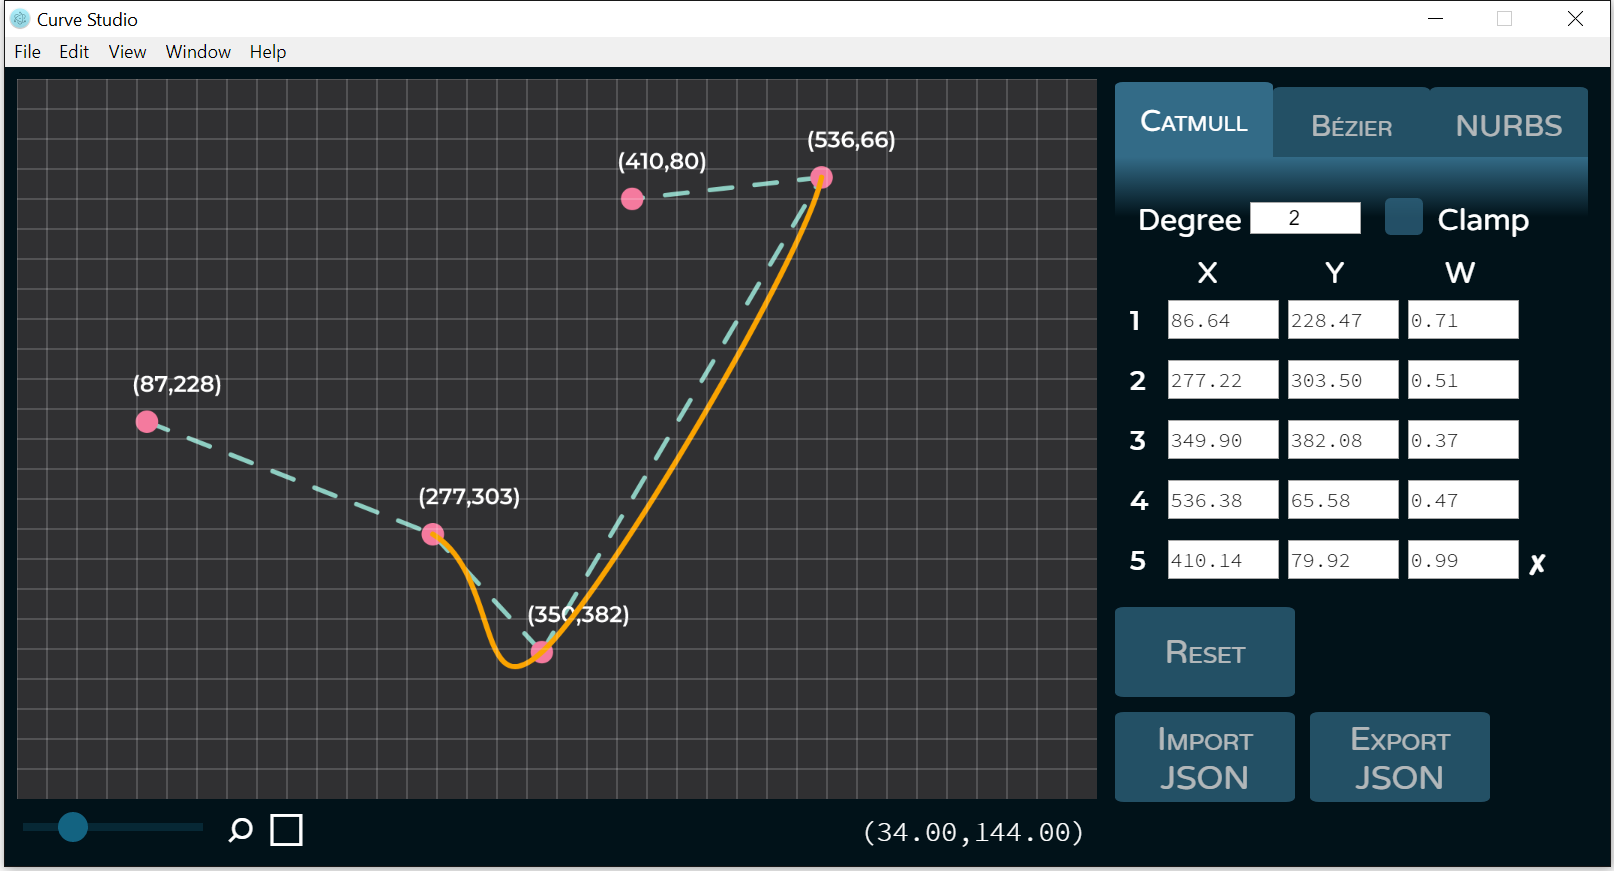 Curve Studio
File Edit View Window Help
(536,66)
(410,80)
(87,228)
(277,303)
(350,382)
(34.00,144.00)
Catmull Bézier NURBS
Degree 2 Clamp
X Y W
1 86.64 228.47 0.71
2 277.22 303.50 0.51
3 349.90 382.08 0.37
4 536.38 65.58 0.47
5 410.14 79.92 0.99 X
Reset
Import
JSON
Export
JSON